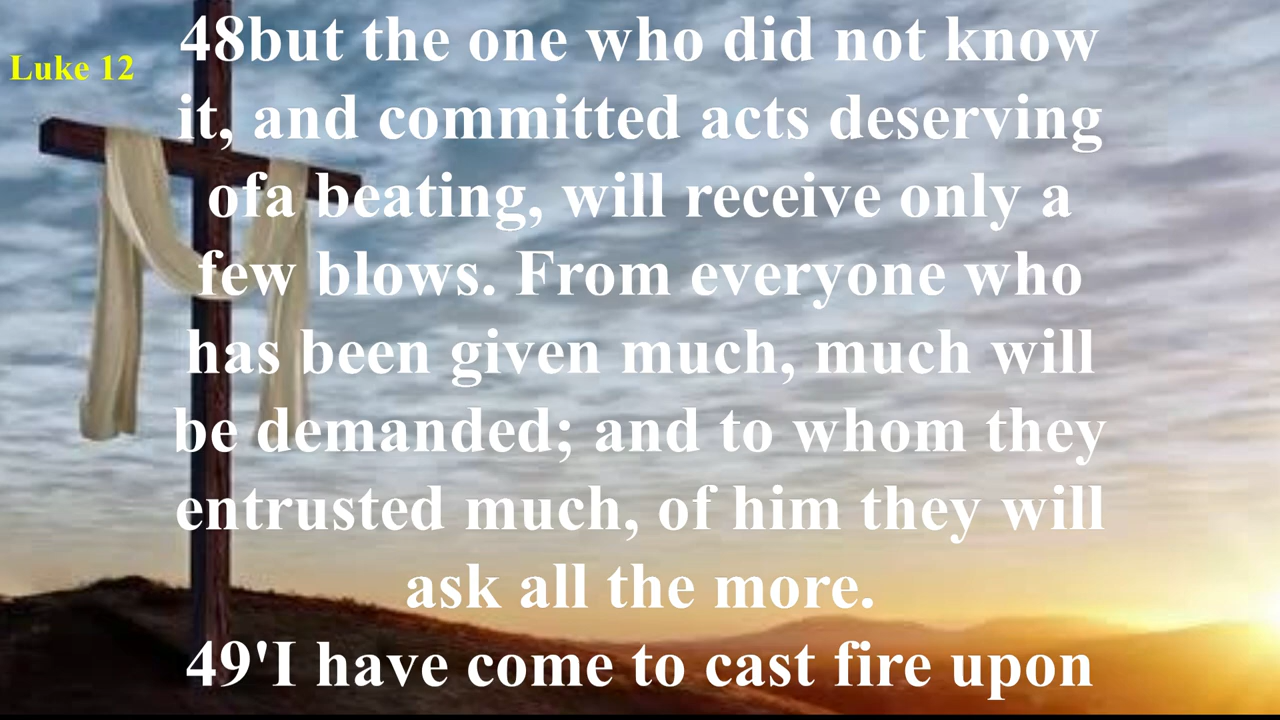 Luke 12
48but the one who did not know
it, and committed acts deserving
ofa beating, will receive only a
few blows. From everyone who
has been given much, much will
be demanded; and to whom they
entrusted much, of him they will
ask all the more.
49'I have come to cast fire upon